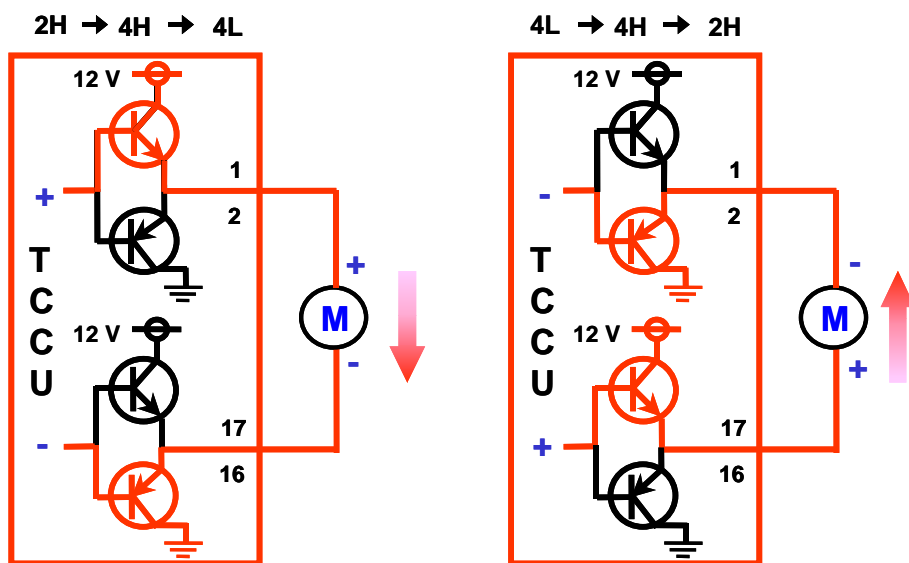 2H → 4H → 4L
12 V
1
+
2
T
C
C
U
+
M
-
12 V
-
17
16
4L → 4H → 2H
12 V
1
-
2
T
C
C
U
-
M
+
12 V
+
17
16